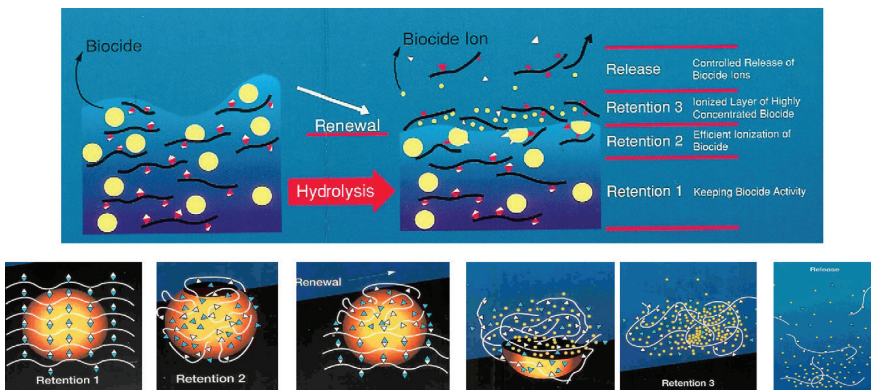 Biocide
Biocide Ion
Renewal
Hydrolysis
Release
Controlled Release of
Biocide Ions
Retention 3
Ionized Layer of Highly
Concentrated Biocide
Retention 2
Efficient Ionization of
Biocide
Retention 1
Keeping Biocide Activity
Retention 1
Retention 2
Renewal
Retention 3
Release